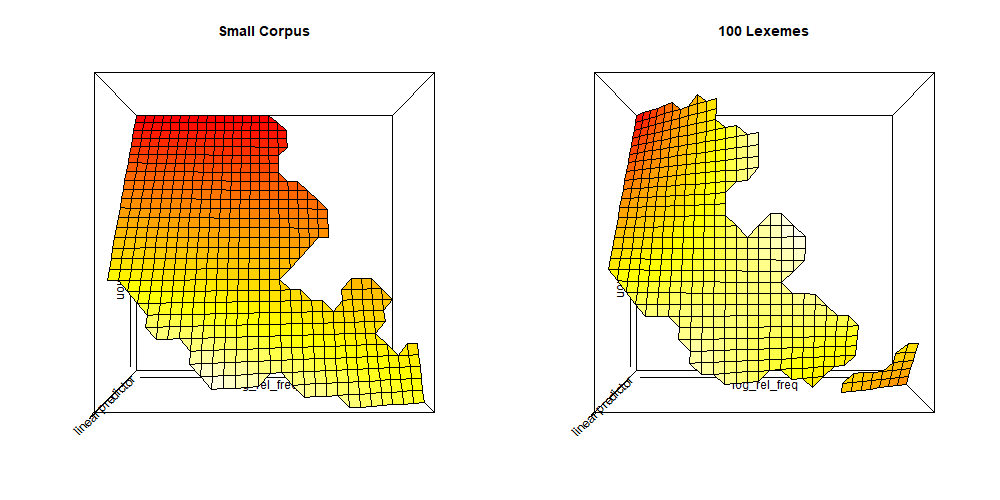 Small Corpus
100 Lexemes
linear predictor
linear predictor
log_rel_freq